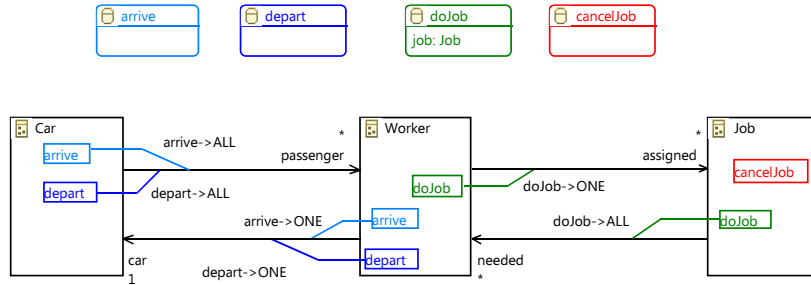 arrive
depart
doJob
cancelJob
job: Job
Car
Worker
Job
arrive->ALL
*
*
arrive
passenger
assigned
cancelJob
depart
depart->ALL
doJob
doJob->ONE
arrive->ONE
arrive
doJob->ALL
doJob
car
depart
needed
1
depart->ONE
*